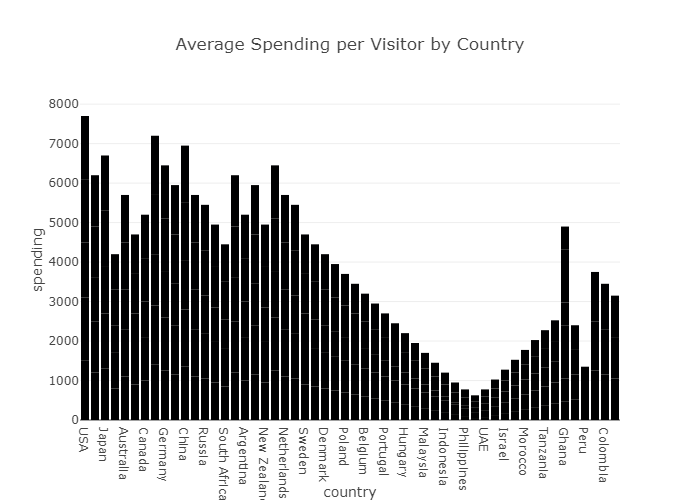 Average Spending per Visitor by Country
8000
7000
6000
5000
4000
3000
2000
1000
0
spending
USA
Japan
Australia
Canada
Germany
China
Russia
South Africa
Argentina
New Zealand
Netherlands
Sweden
Denmark
Poland
Belgium
Portugal
Hungary
Malaysia
Indonesia
Philippines
UAE
Israel
Morocco
Tanzania
Ghana
Peru
Colombia
country